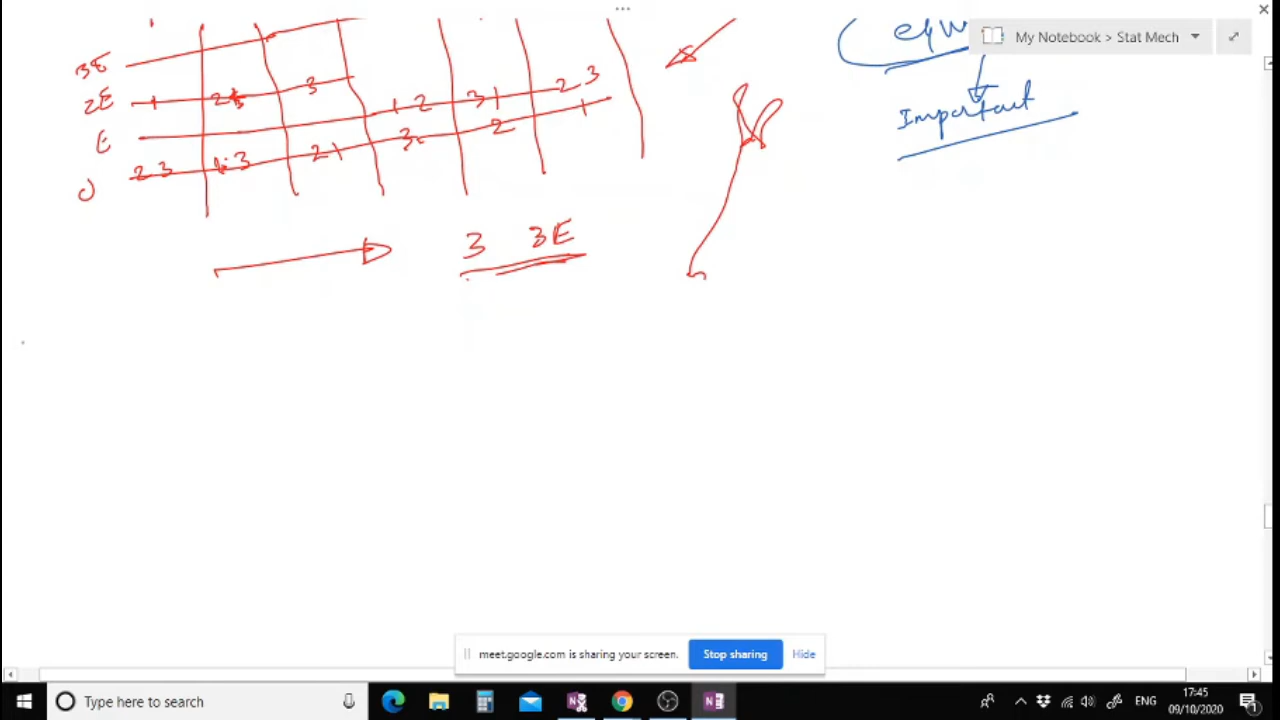 My Notebook > Stat Mech
Important
3E
2E 1 2 3
E 1 2 3 1 2 3
0 2 3 1 3 2 1 3 2 1
3 3E
meet.google.com is sharing your screen. Stop sharing Hide
Type here to search
ENG
17:45
09/10/2020
1